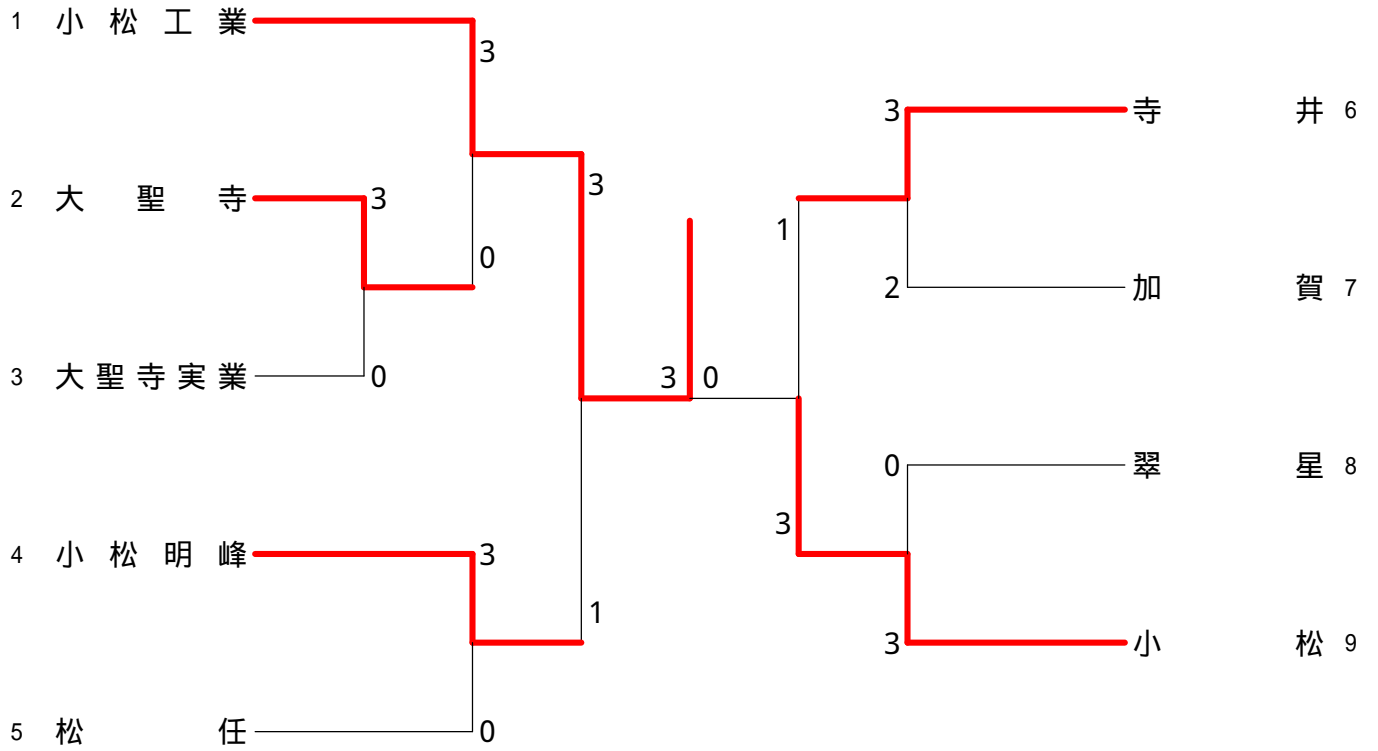 1 小松工業
3
3 寺井 6
2 大聖寺 3
3
1
0
2 加賀 7
3 大聖寺実業 0
3 0
0 翠星 8
3
4 小松明峰 3
1
3 小松 9
5 松任 0